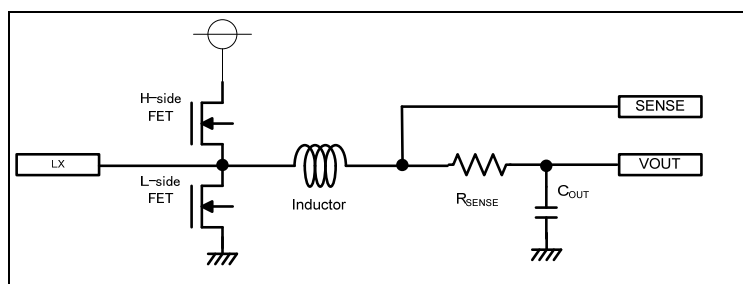 H-side
FET
SENSE
LX
VOUT
L-side
FET
Inductor
RSENSE
COUT